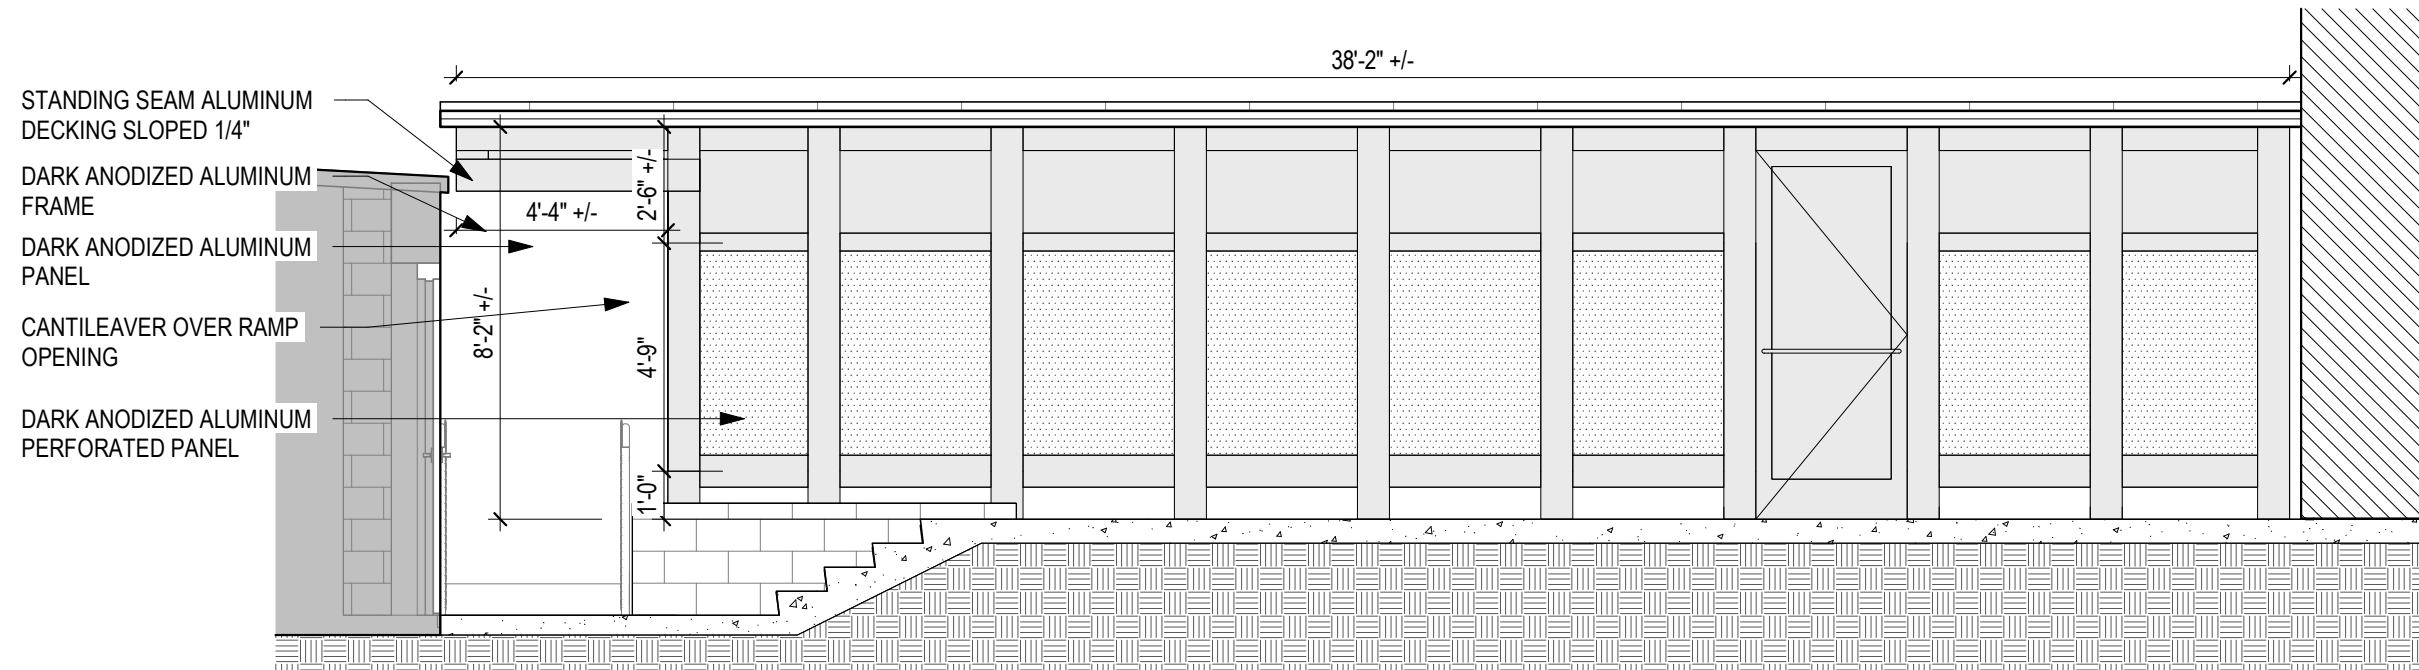 38'-2" +/-
STANDING SEAM ALUMINUM
DECKING SLOPED 1/4"
DARK ANODIZED ALUMINUM
FRAME
DARK ANODIZED ALUMINUM
PANEL
CANTILEAVER OVER RAMP
OPENING
DARK ANODIZED ALUMINUM
PERFORATED PANEL
4'-4" +/-
2'-6" +/-
8'-2" +/-
4'-9"
1'-0"